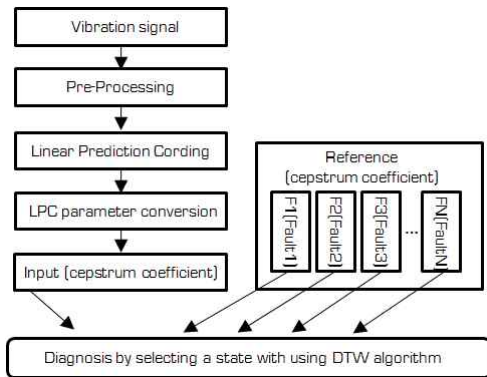 Vibration signal
Pre-Processing
Linear Prediction Cording
LPC parameter conversion
Input (cepstrum coefficient)
Reference
(cepstrum coefficient)
F1(Fault1)
F2(Fault2)
F3(Fault3)
...
FN(FaultN)
Diagnosis by selecting a state with using DTW algorithm